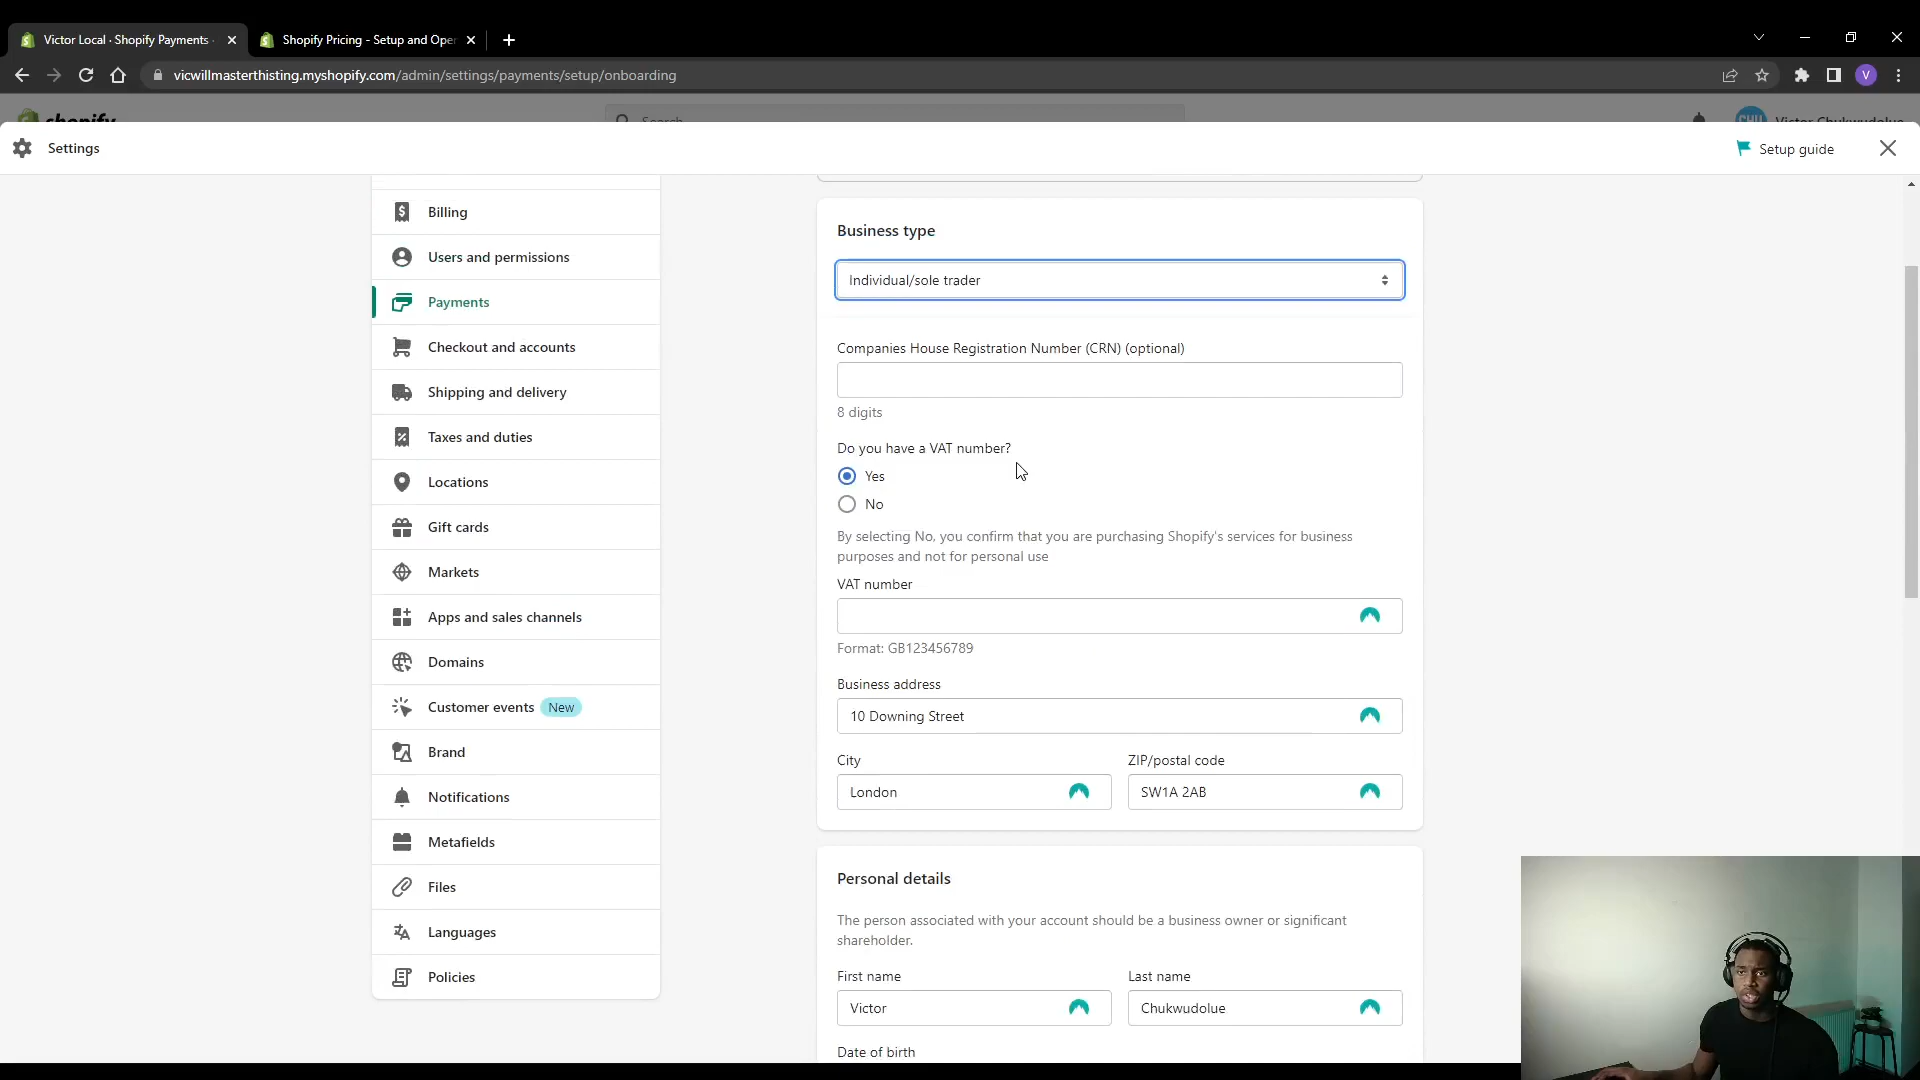 Victor Local · Shopify Payments ·
Shopify Pricing - Setup and Ope
vicwillmasterthisting.myshopify.com/admin/settings/payments/setup/onboarding
V
shopify
Search
CHU
Victor Chukwudolue
Settings
Setup guide
Billing
Users and permissions
Payments
Checkout and accounts
Shipping and delivery
Taxes and duties
Locations
Gift cards
Markets
Apps and sales channels
Domains
Customer events New
Brand
Notifications
Metafields
Files
Languages
Policies
Business type
Individual/sole trader
Companies House Registration Number (CRN) (optional)
8 digits
Do you have a VAT number?
Yes
No
By selecting No, you confirm that you are purchasing Shopify's services for business
purposes and not for personal use
VAT number
Format: GB123456789
Business address
10 Downing Street
City
ZIP/postal code
London
SW1A 2AB
Personal details
The person associated with your account should be a business owner or significant
shareholder.
First name
Last name
Victor
Chukwudolue
Date of birth